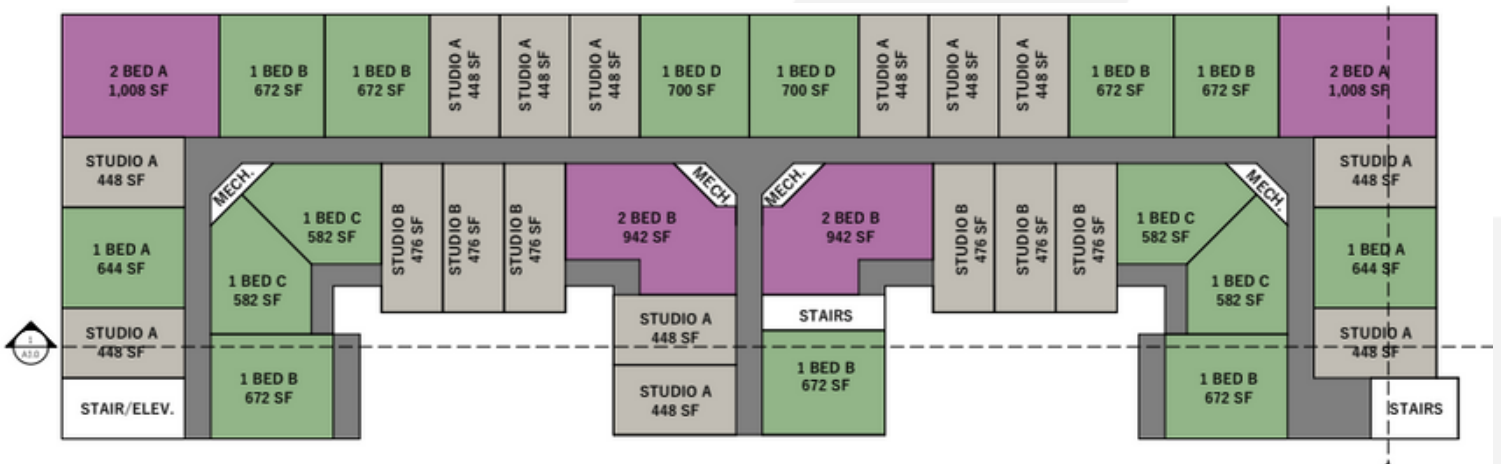 2 BED A
1,008 SF
1 BED B
672 SF
1 BED B
672 SF
STUDIO A
448 SF
STUDIO A
448 SF
STUDIO A
448 SF
1 BED D
700 SF
1 BED D
700 SF
STUDIO A
448 SF
STUDIO A
448 SF
STUDIO A
448 SF
1 BED B
672 SF
1 BED B
672 SF
2 BED A
1,008 SF
STUDIO A
448 SF
MECH.
1 BED C
582 SF
STUDIO B
476 SF
STUDIO B
476 SF
STUDIO B
476 SF
2 BED B
942 SF
MECH.
MECH.
2 BED B
942 SF
STUDIO B
476 SF
STUDIO B
476 SF
STUDIO B
476 SF
1 BED C
582 SF
MECH.
STUDIO A
448 SF
1 BED A
644 SF
1 BED C
582 SF
1 BED C
582 SF
1 BED A
644 SF
STUDIO A
448 SF
STUDIO A
448 SF
STAIRS
STUDIO A
448 SF
1
A3.0
1 BED B
672 SF
STUDIO A
448 SF
1 BED B
672 SF
1 BED B
672 SF
STAIR/ELEV.
STAIRS